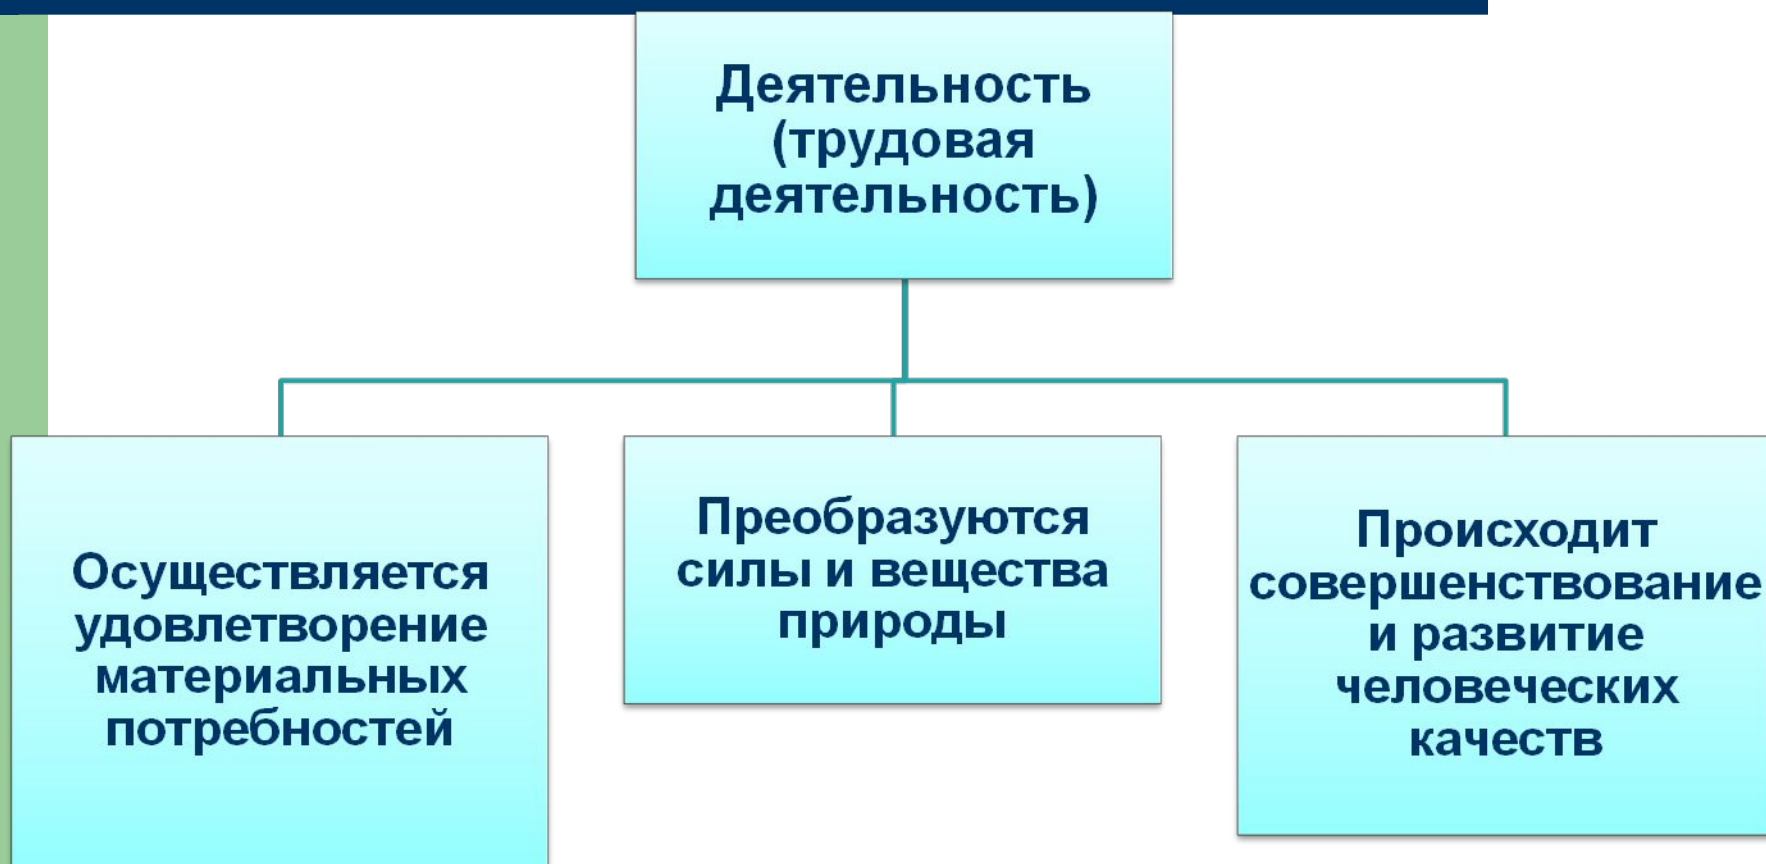 Деятельность
(трудовая
деятельность)
Осуществляется
удовлетворение
материальных
потребностей
Преобразуются
силы и вещества
природы
Происходит
совершенствование
и развитие
человеческих
качеств